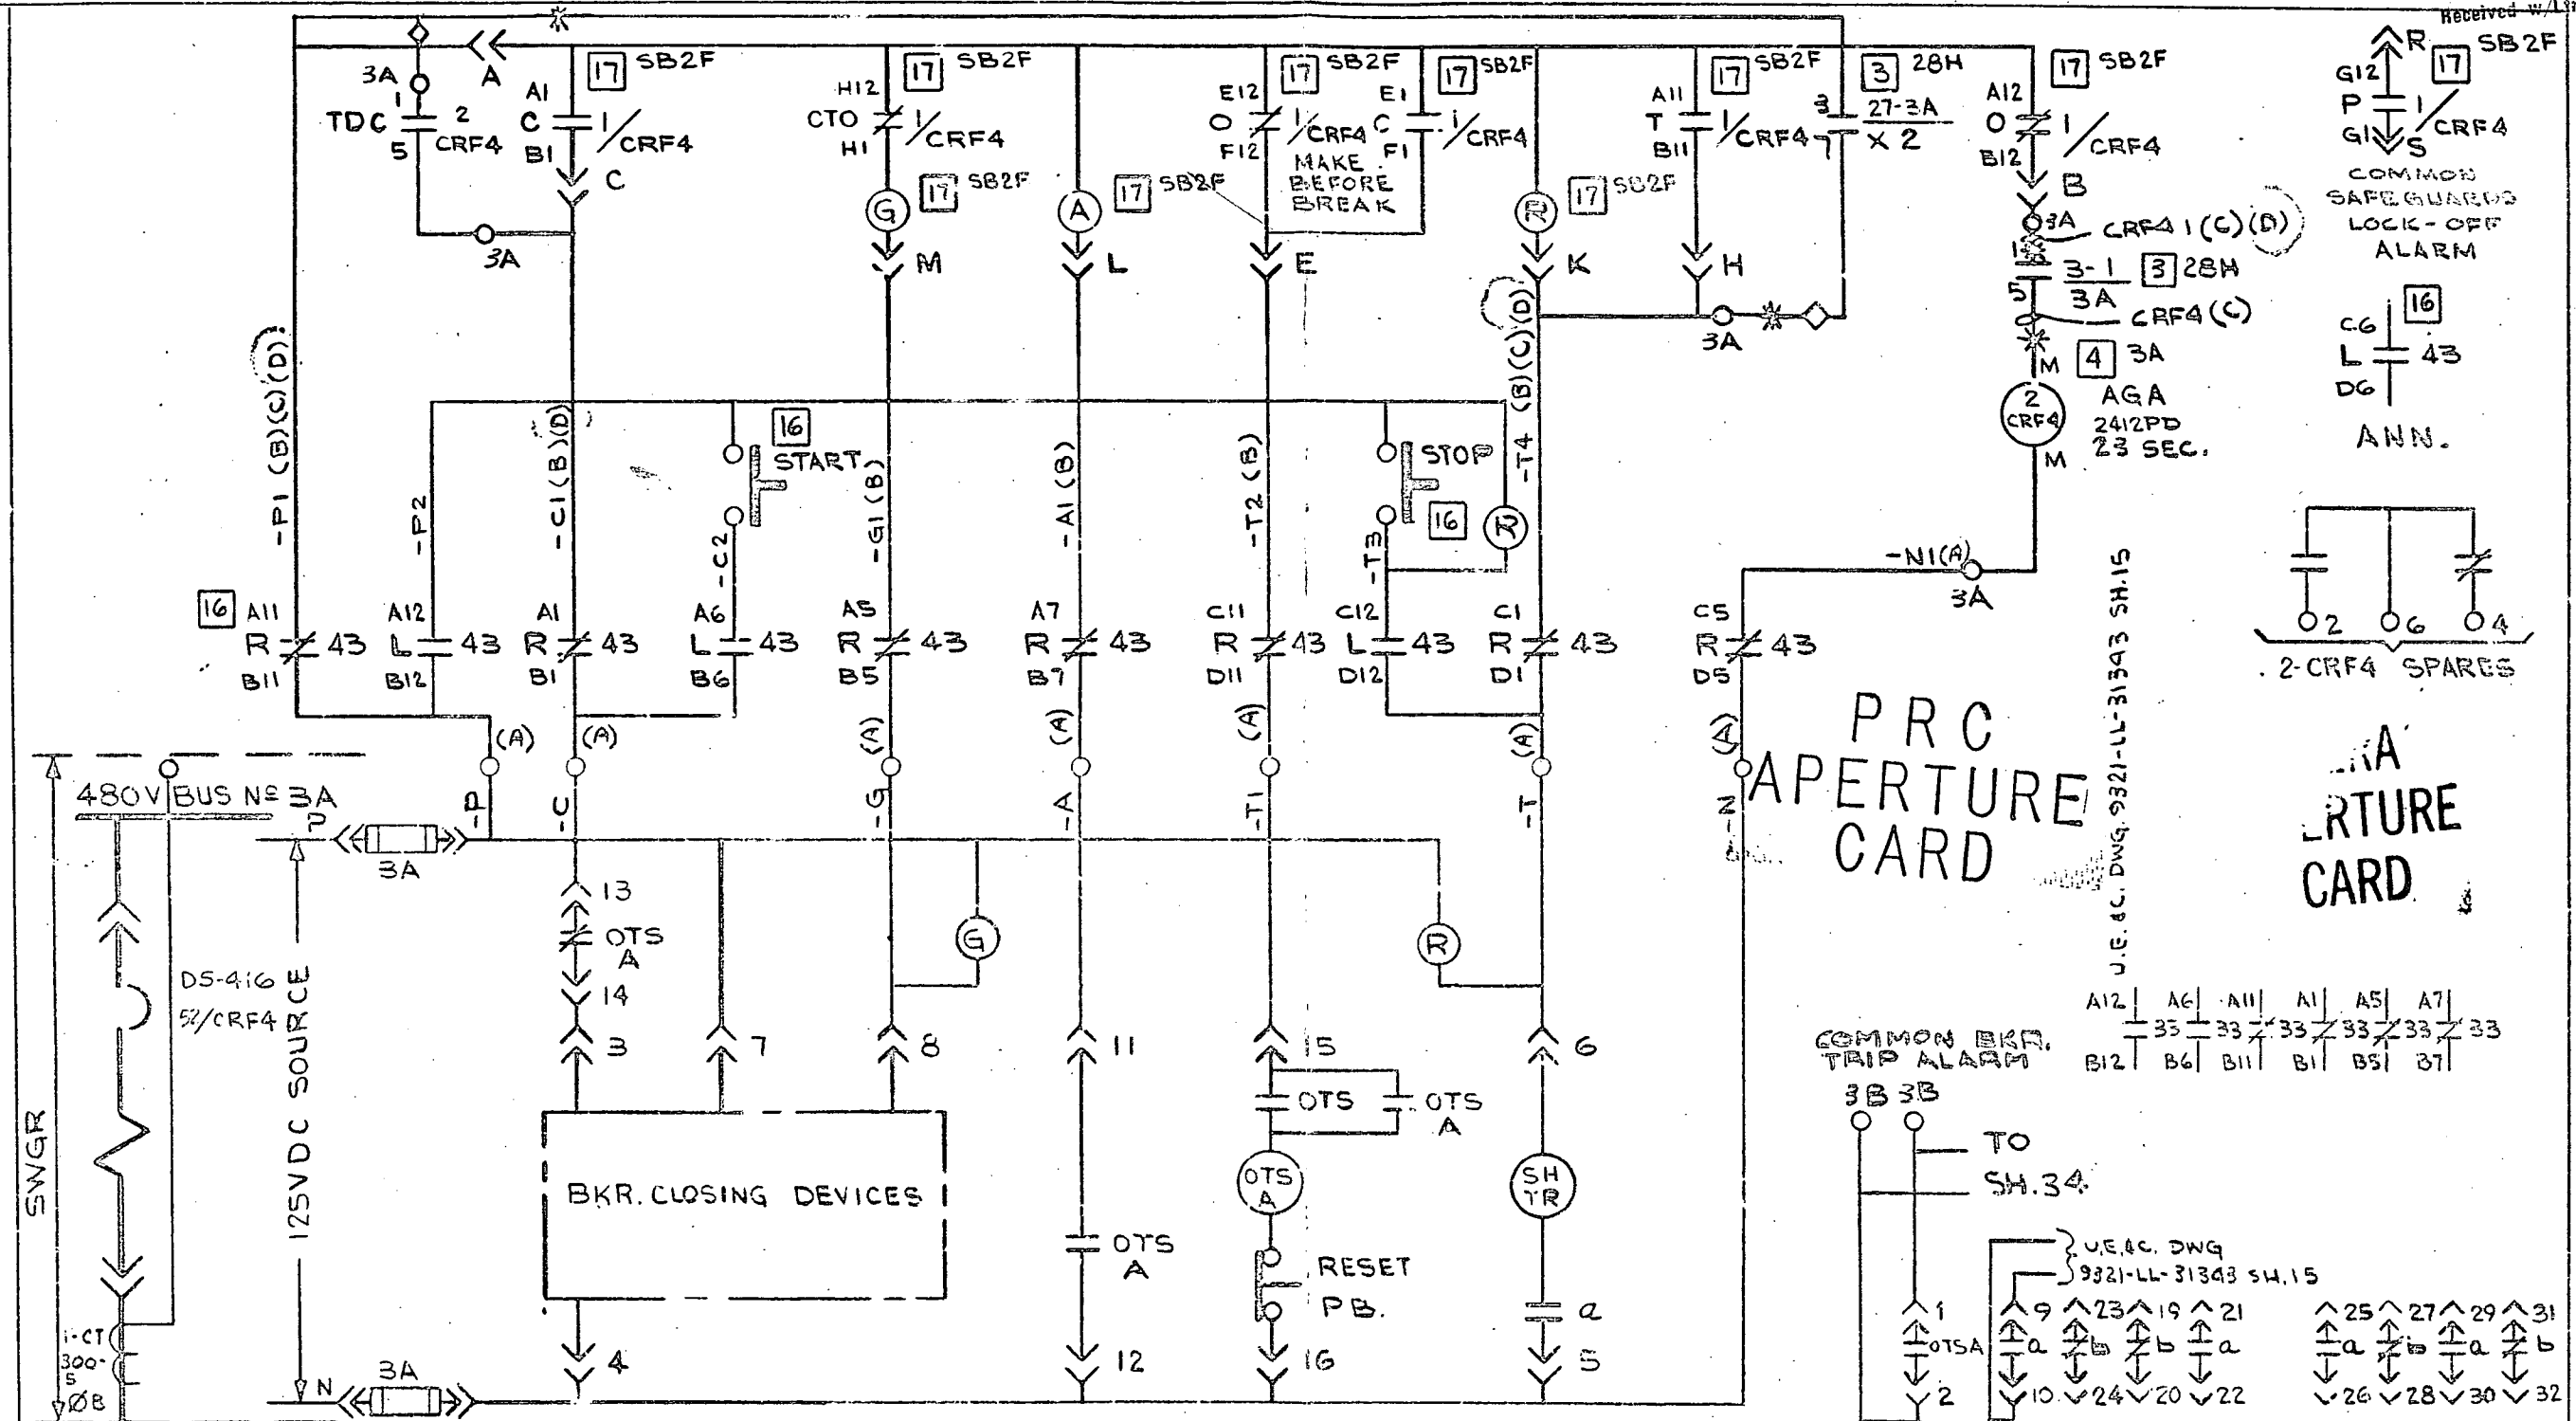 Received W/Ltr
17 SB2F
17 SB2F
17 SB2F
17 SB2F
17 SB2F
3 28H
17 SB2F
R 17 SB2F
3A
A
1
TDC 2
5 CRF4
A1
C 1/CRF4
B1
C
H12
CTO 1/CRF4
H1
E12
O 1/CRF4
F12
MAKE
BEFORE
BREAK
E1
C 1/CRF4
F1
A11
T 1/CRF4
B11
3 27-3A
7 X 2
A12
O 1/CRF4
B12
B
G12
P 1/CRF4
G1 S
COMMON
SAFEGUARDS
LOCK-OFF
ALARM
G 17 SB2F
A 17 SB2F
R 17 SB2F
3A
M
L
E
K
H
3A
3A CRF4 1(C)(D)
1 3-1 3 28H
5 3A
CRF4(C)
M 4 3A
2
CRF4
AGA
2412PD
23 SEC.
M
C6 16
L 43
D6
ANN.
-P1 (B)(C)(D)
-P2
-C1(B)(D)
16
START
-C2
-G1(B)
-A1(B)
-T2(B)
STOP
16
-T3
R
-T4 (B)(C)(D)
-N1(A)
3A
2 6 4
2-CRF4 SPARES
16 A11
R 43
B11
A12
L 43
B12
A1
R 43
B1
A6
L 43
B6
A5
R 43
B5
A7
R 43
B7
C11
R 43
D11
C12
L 43
D12
C1
R 43
D1
C5
R 43
D5
(A)
(A)
(A)
(A)
(A)
(A)
(A)
-P
-C
-G
-A
-T1
-T
-N
PRC
APERTURE
CARD
U.E.&C. DWG. 9321-LL-31343 SH.15
ERTURE
CARD
480V BUS Nº 3A
P
3A
DS-416
52/CRF4
SWGR
125VDC SOURCE
13
OTS
A
14
G
R
3
7
8
11
15
6
BKR. CLOSING DEVICES
OTS
A
OTS
OTS
A
OTS
A
RESET
PB.
SH
TR
a
COMMON BKR.
TRIP ALARM
3B 3B
TO
SH.34
A12 A6 A11 A1 A5 A7
33 33 33 33 33 33
B12 B6 B11 B1 B5 B7
U.E.&C. DWG
9321-LL-31343 SH.15
1 9 23 19 21 25 27 29 31
OTSA a b b a a b a b
2 10 24 20 22 26 28 30 32
1-CT
300-
5
ØB
N
3A
4
12
16
5